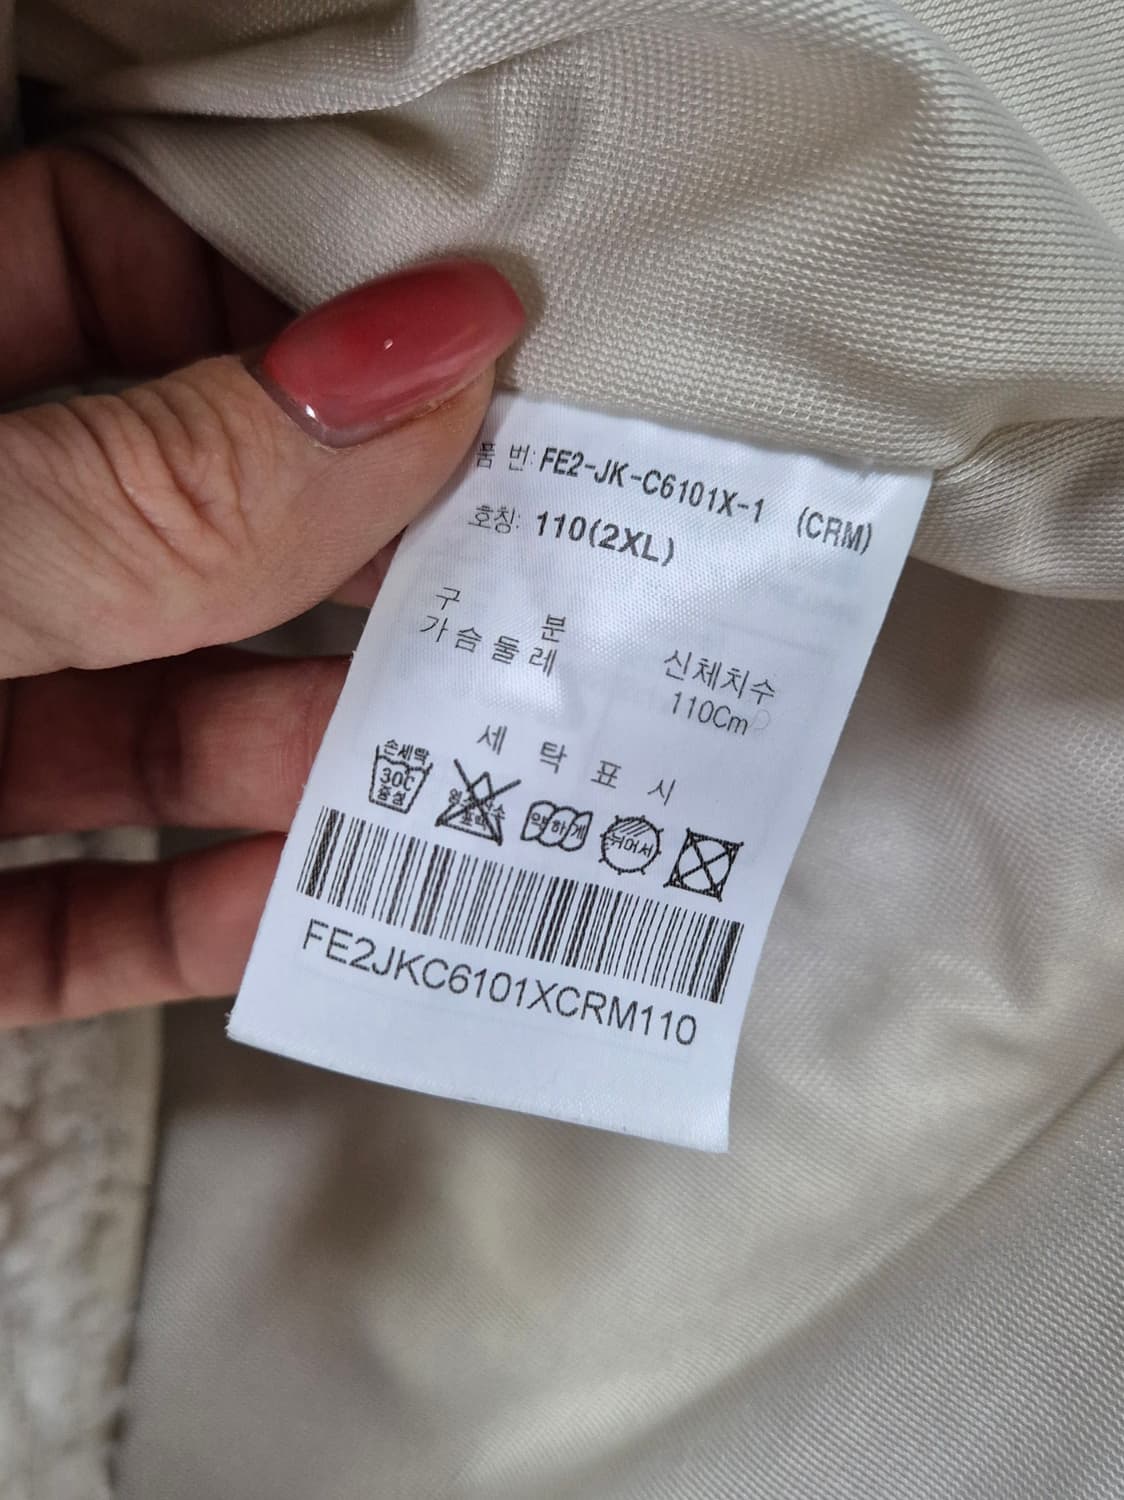 품 번: FE2-JK-C6101X-1 (CRM)
호칭: 110(2XL)
구 분 신체치수
가슴둘레 110Cm
세 탁 표 시
손세탁
30℃
중성
약하게
뉘어서
FE2JKC6101XCRM110